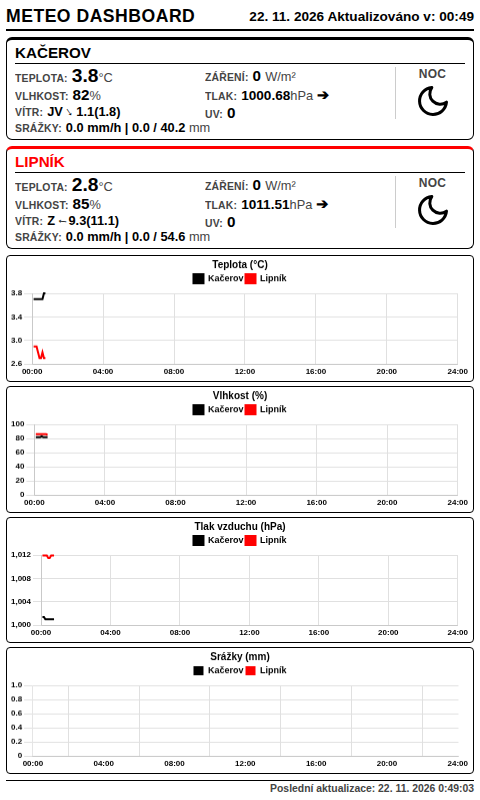 METEO DASHBOARD 22. 11. 2026 Aktualizováno v: 00:49
KAČEROV
TEPLOTA: 3.8°C ZÁŘENÍ: 0 W/m² NOC
VLHKOST: 82% TLAK: 1000.68hPa ➔
VÍTR: JV ↘ 1.1(1.8) UV: 0
SRÁŽKY: 0.0 mm/h | 0.0 / 40.2 mm
LIPNÍK
TEPLOTA: 2.8°C ZÁŘENÍ: 0 W/m² NOC
VLHKOST: 85% TLAK: 1011.51hPa ➔
VÍTR: Z ← 9.3(11.1) UV: 0
SRÁŽKY: 0.0 mm/h | 0.0 / 54.6 mm
Teplota (°C)
Kačerov Lipník
3.8
3.4
3.0
2.6
00:00 04:00 08:00 12:00 16:00 20:00 24:00
Vlhkost (%)
Kačerov Lipník
100
80
60
40
20
0
00:00 04:00 08:00 12:00 16:00 20:00 24:00
Tlak vzduchu (hPa)
Kačerov Lipník
1,012
1,008
1,004
1,000
00:00 04:00 08:00 12:00 16:00 20:00 24:00
Srážky (mm)
Kačerov Lipník
1.0
0.8
0.6
0.4
0.2
0
00:00 04:00 08:00 12:00 16:00 20:00 24:00
Poslední aktualizace: 22. 11. 2026 0:49:03